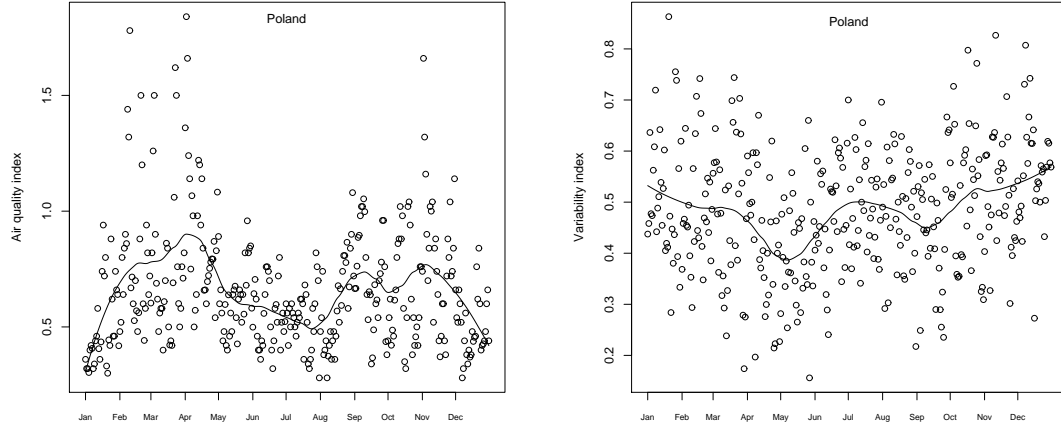 Poland
Air quality index
1.5
1.0
0.5
Jan Feb Mar Apr May Jun Jul Aug Sep Oct Nov Dec
Poland
Variability index
0.8
0.7
0.6
0.5
0.4
0.3
0.2
Jan Feb Mar Apr May Jun Jul Aug Sep Oct Nov Dec